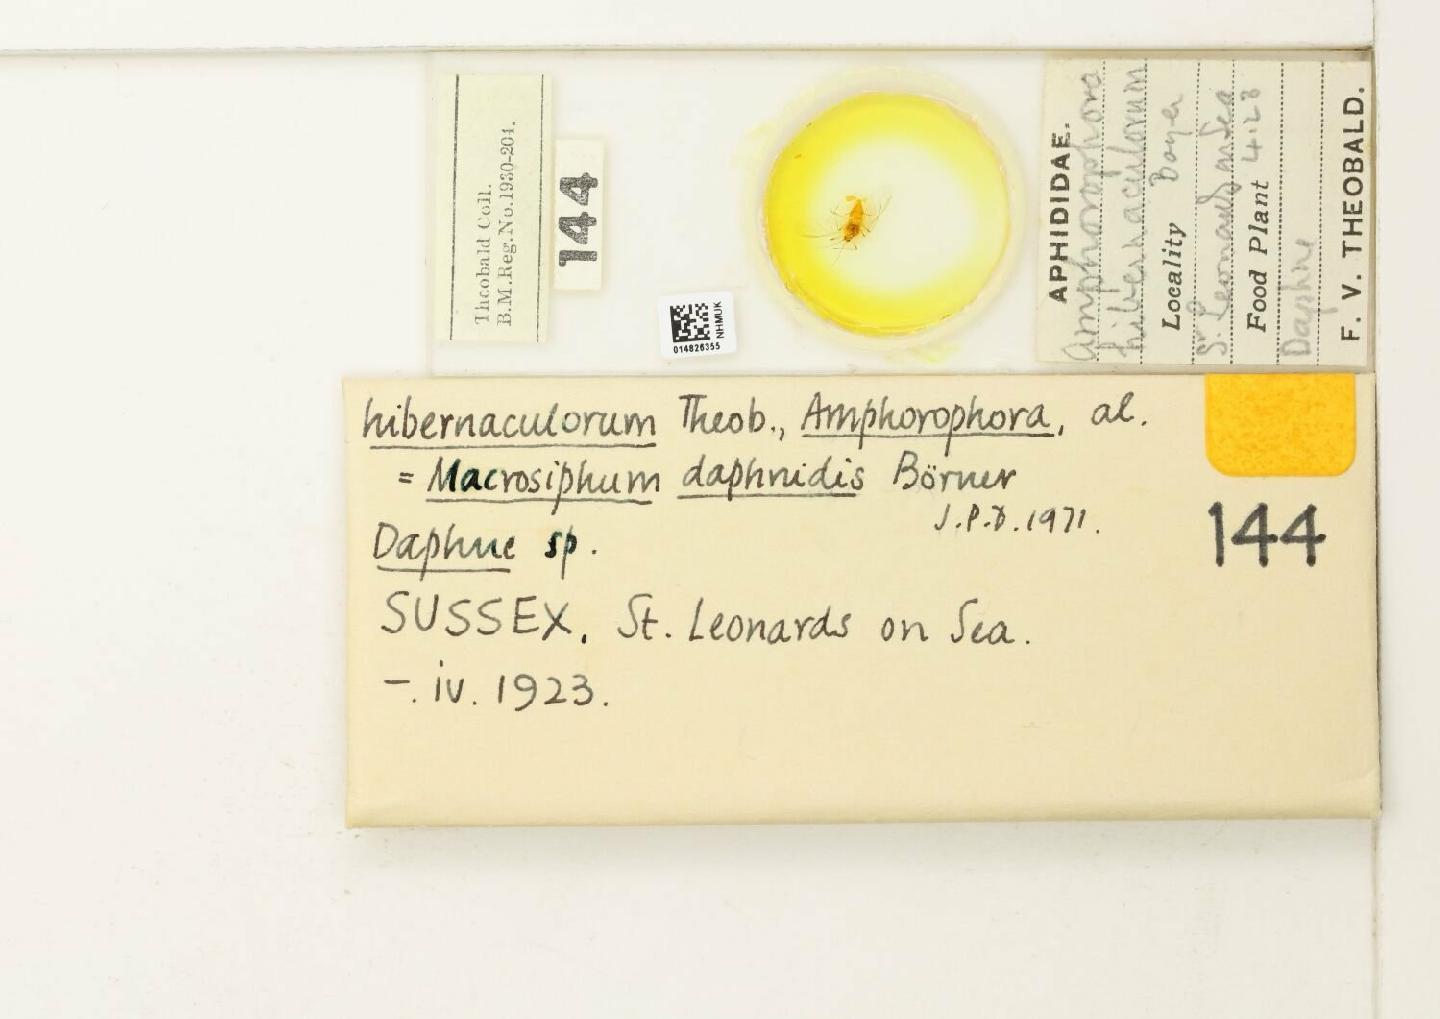 Theobald Coll.
B.M.Reg.No.1930-204.
144
NHMUK
014826355
APHIDIDAE.
Amphorophora
hibernaculorum
Locality Boyer
St Leonards on Sea
Food Plant 4.23
Daphne
F. V. THEOBALD.
hibernaculorum Theob., Amphorophora, al.
= Macrosiphum daphnidis Börner
J.P.D. 1971.
Daphne sp.
144
SUSSEX, St. Leonards on Sea.
–. iv. 1923.